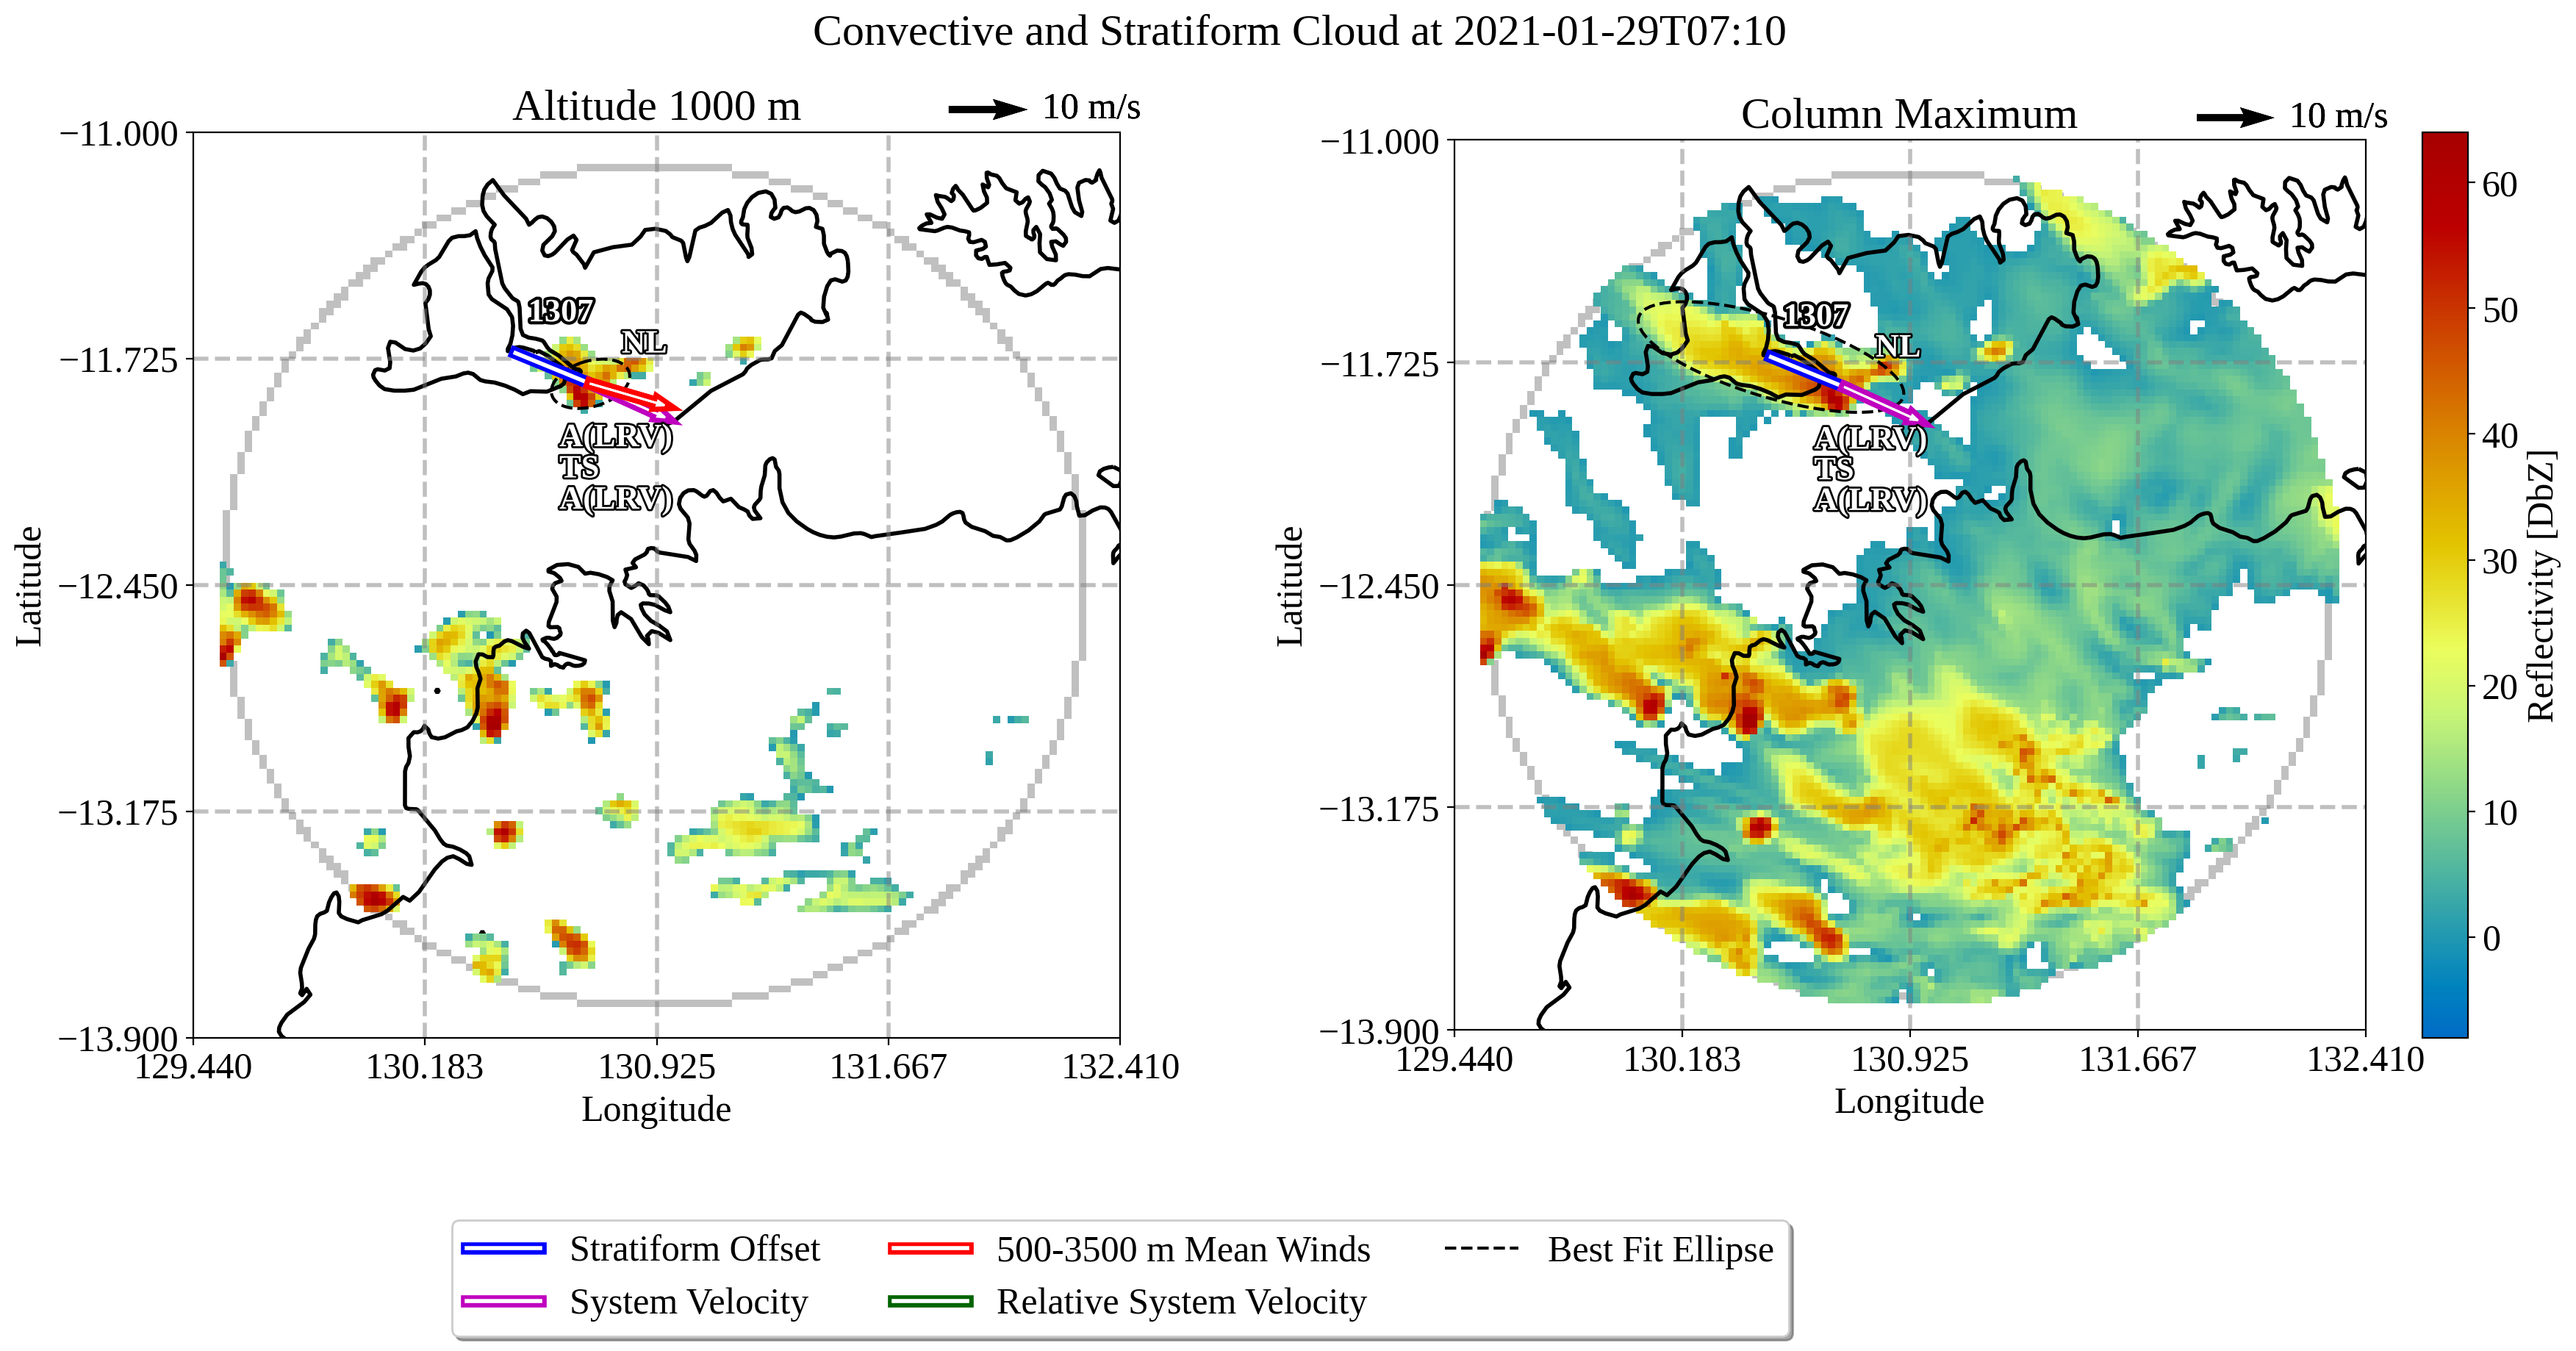 Convective and Stratiform Cloud at 2021-01-29T07:10
Altitude 1000 m
10 m/s
−11.000
−11.725
−12.450
−13.175
−13.900
Latitude
1307
NL
A(LRV)
TS
A(LRV)
129.440
130.183
130.925
131.667
132.410
Longitude
Column Maximum
10 m/s
−11.000
−11.725
−12.450
−13.175
−13.900
Latitude
1307
NL
A(LRV)
TS
A(LRV)
129.440
130.183
130.925
131.667
132.410
Longitude
60
50
40
30
20
10
0
Reflectivity [DbZ]
Stratiform Offset
500-3500 m Mean Winds
Best Fit Ellipse
System Velocity
Relative System Velocity